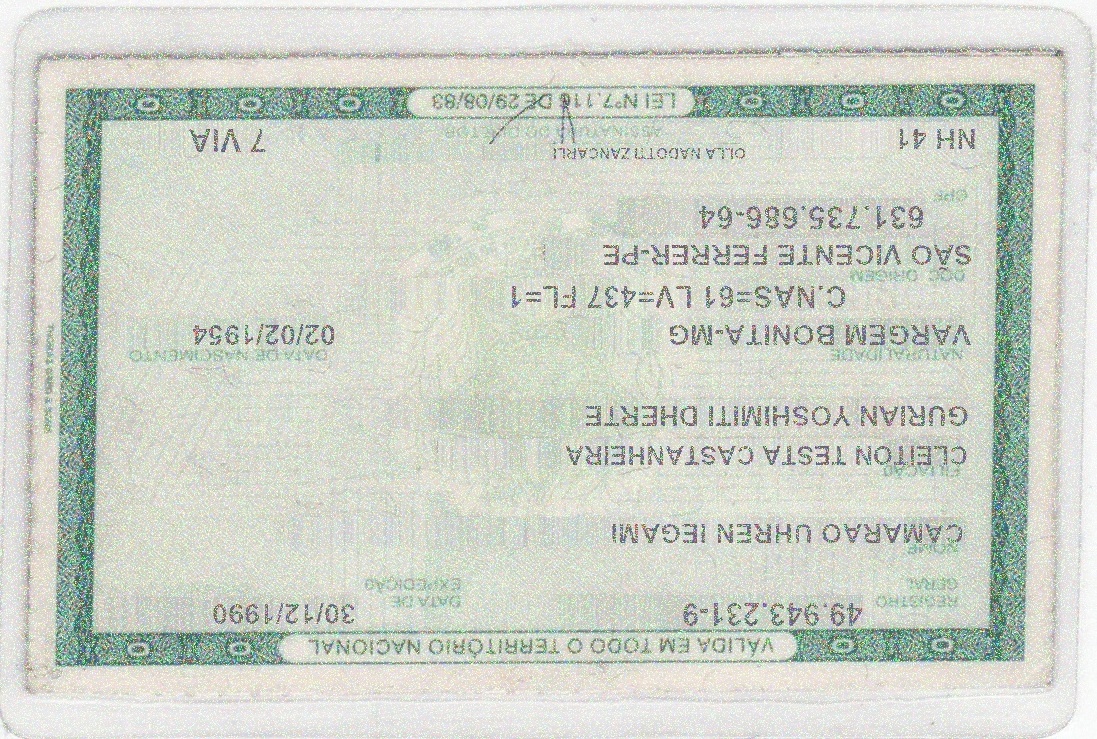 VÁLIDA EM TODO O TERRITÓRIO NACIONAL
REGISTRO GERAL 49.943.231-9 DATA DE EXPEDIÇÃO 30/12/1990
NOME
CAMARAO UHREN IEGAMI
FILIAÇÃO
CLEITON TESTA CASTANHEIRA
GURIAN YOSHIMITI DHERTE
NATURALIDADE DATA DE NASCIMENTO
VARGEM BONITA-MG 02/02/1954
C.NAS=61 LV=437 FL=1
DOC. ORIGEM
SAO VICENTE FERRER-PE
631.735.686-64
CPF
OLLA NADOTTI ZANCARLI
NH 41 7 VIA
ASSINATURA DO DIRETOR
LEI Nº7.116 DE 29/08/83